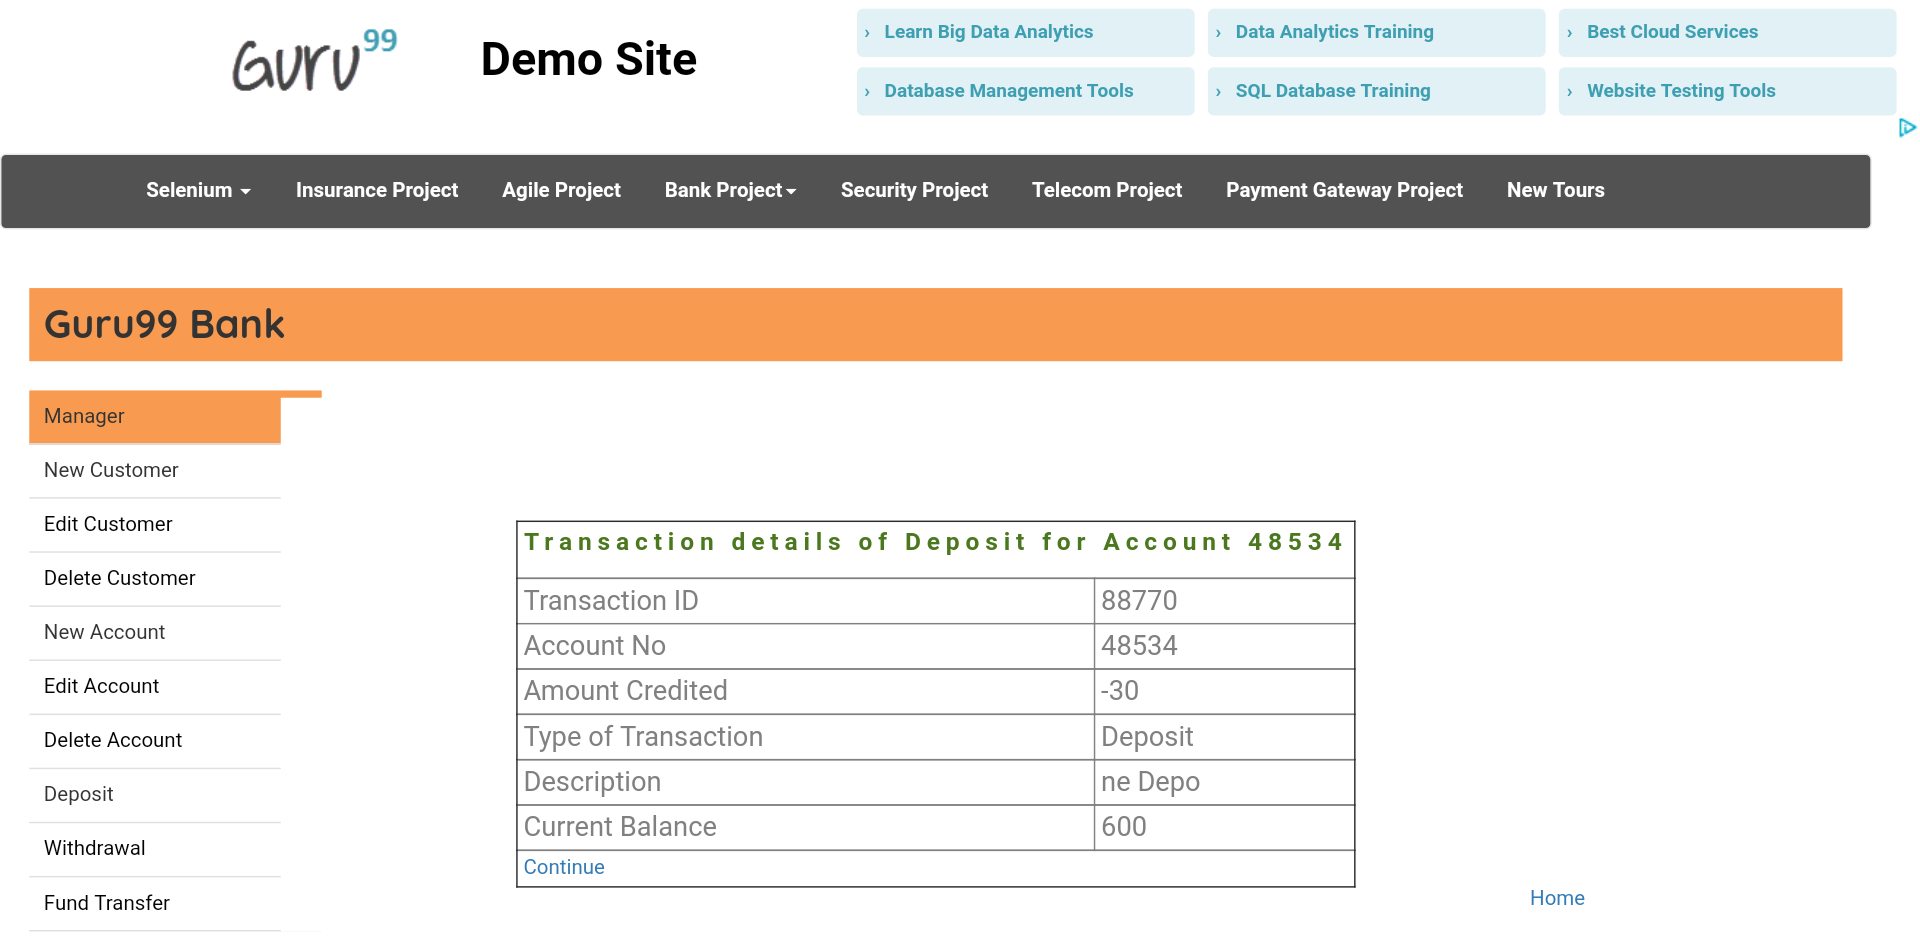 Guru99
Demo Site
› Learn Big Data Analytics
› Data Analytics Training
› Best Cloud Services
› Database Management Tools
› SQL Database Training
› Website Testing Tools
Selenium Insurance Project Agile Project Bank Project Security Project Telecom Project Payment Gateway Project New Tours
Guru99 Bank
Manager
New Customer
Edit Customer
Delete Customer
New Account
Edit Account
Delete Account
Deposit
Withdrawal
Fund Transfer
Transaction details of Deposit for Account 48534
Transaction ID 88770
Account No 48534
Amount Credited -30
Type of Transaction Deposit
Description ne Depo
Current Balance 600
Continue
Home